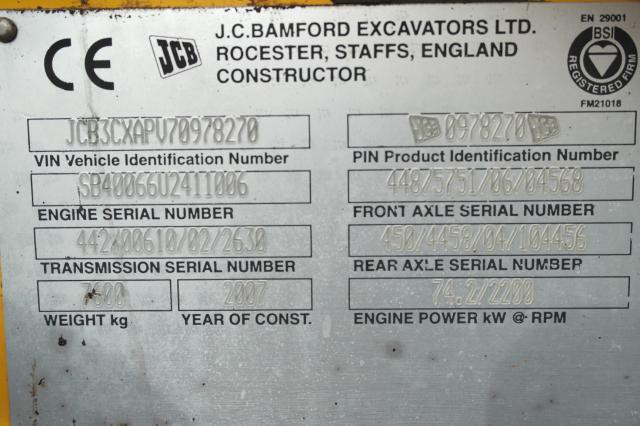 CE
JCB
J.C.BAMFORD EXCAVATORS LTD.
ROCESTER, STAFFS, ENGLAND
CONSTRUCTOR
EN 29001
BSI
REGISTERED FIRM
FM21018
JCB3CXAPV70978270
VIN Vehicle Identification Number
JCB 0978270 JCB
PIN Product Identification Number
SB40066U2411006
ENGINE SERIAL NUMBER
448/5751/06/04568
FRONT AXLE SERIAL NUMBER
442/00610/02/2630
TRANSMISSION SERIAL NUMBER
450/4458/04/104456
REAR AXLE SERIAL NUMBER
7600
WEIGHT kg
2007
YEAR OF CONST.
74.2/2200
ENGINE POWER kW @ RPM